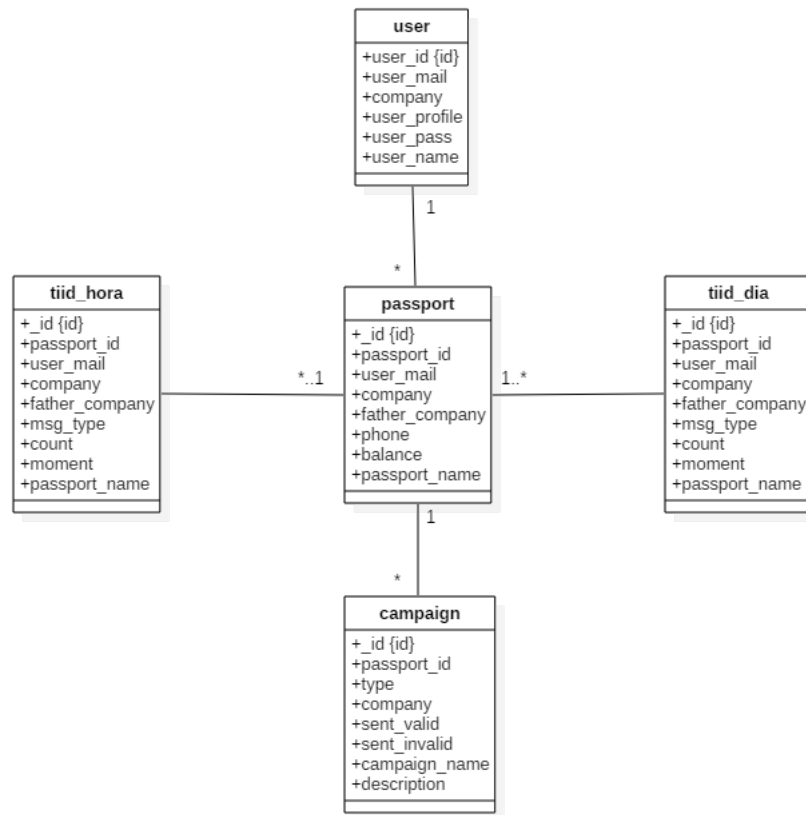 user
+user_id {id}
+user_mail
+company
+user_profile
+user_pass
+user_name
1
*
tiid_hora
+_id {id}
+passport_id
+user_mail
+company
+father_company
+msg_type
+count
+moment
+passport_name
*..1
passport
+_id {id}
+passport_id
+user_mail
+company
+father_company
+phone
+balance
+passport_name
1..*
tiid_dia
+_id {id}
+passport_id
+user_mail
+company
+father_company
+msg_type
+count
+moment
+passport_name
1
*
campaign
+_id {id}
+passport_id
+type
+company
+sent_valid
+sent_invalid
+campaign_name
+description